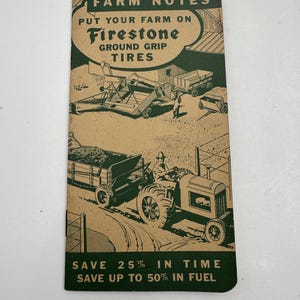 FARM NOTES
PUT YOUR FARM ON
Firestone
GROUND GRIP
TIRES
SAVE 25% IN TIME
SAVE UP TO 50% IN FUEL